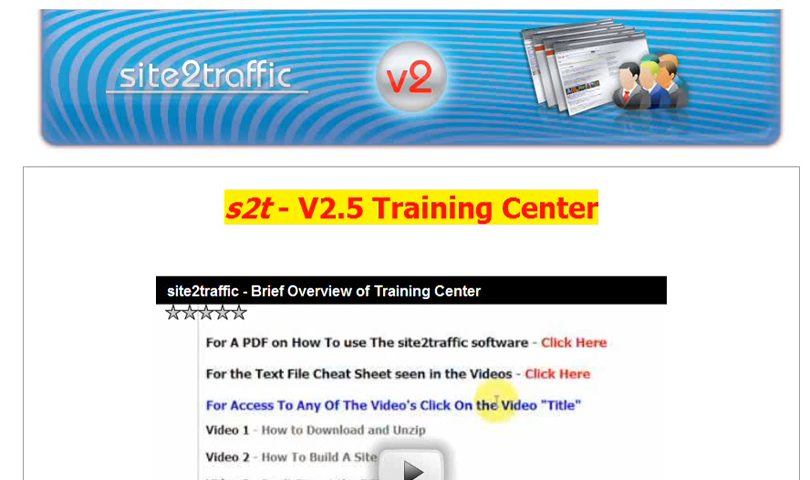 site2traffic
v2
s2t - V2.5 Training Center
site2traffic - Brief Overview of Training Center
For A PDF on How To use The site2traffic software - Click Here
For the Text File Cheat Sheet seen in the Videos - Click Here
For Access To Any Of The Video's Click On the Video "Title"
Video 1 - How to Download and Unzip
Video 2 - How To Build A Site